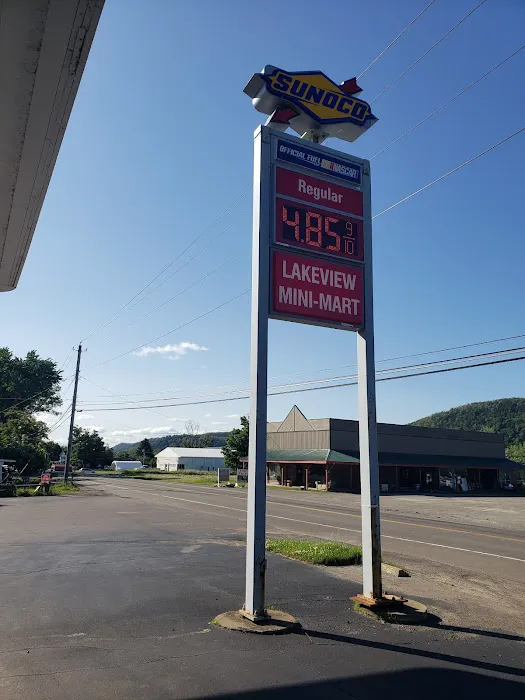 SUNOCO
OFFICIAL FUEL NASCAR
Regular
4.85 9/10
LAKEVIEW
MINI-MART